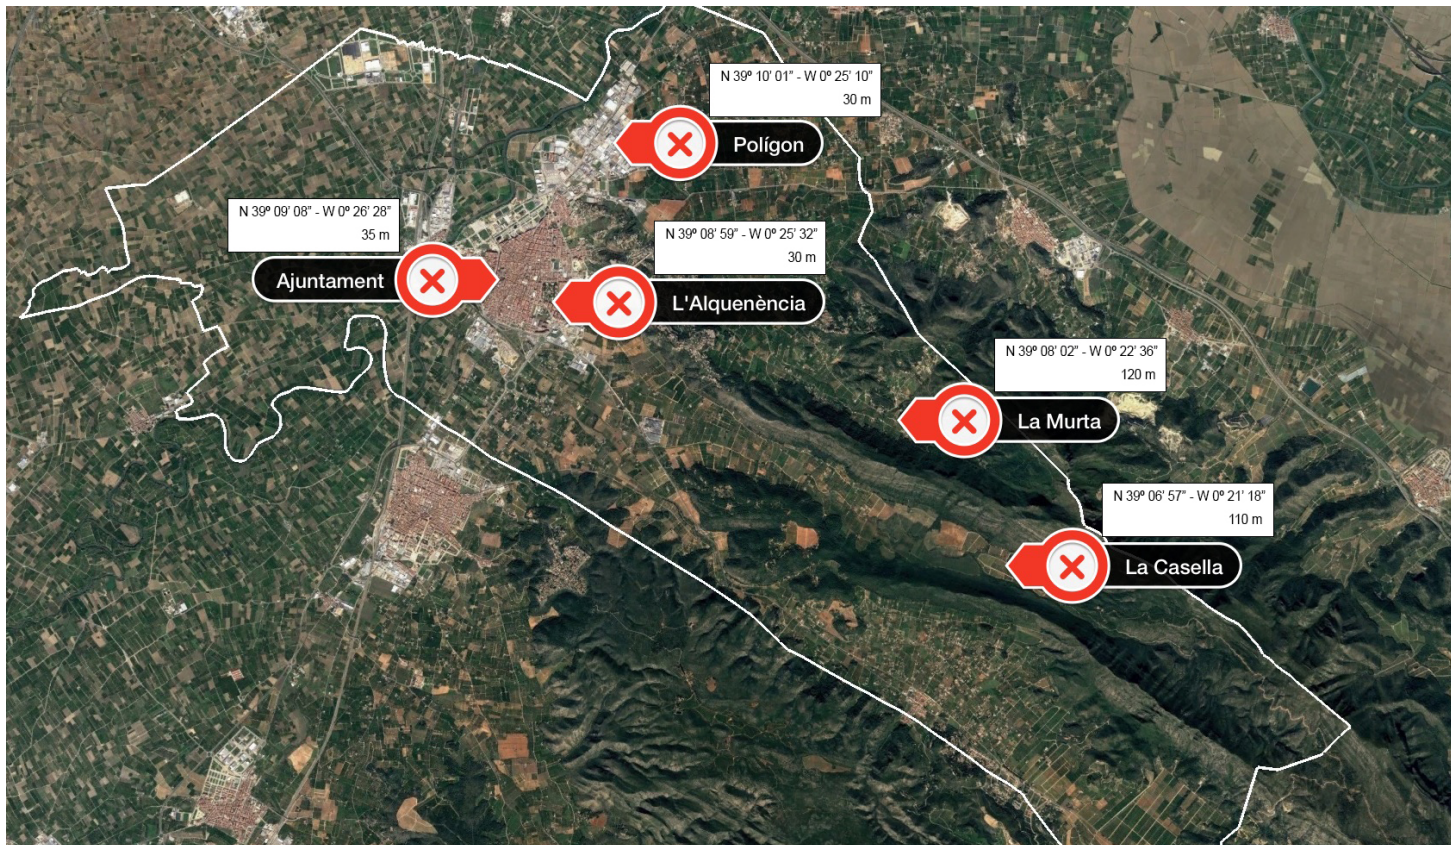 N 39º 10' 01" - W 0º 25' 10"
30 m
Polígon
N 39º 09' 08" - W 0º 26' 28"
35 m
Ajuntament
N 39º 08' 59" - W 0º 25' 32"
30 m
L'Alquenència
N 39º 08' 02" - W 0º 22' 36"
120 m
La Murta
N 39º 06' 57" - W 0º 21' 18"
110 m
La Casella